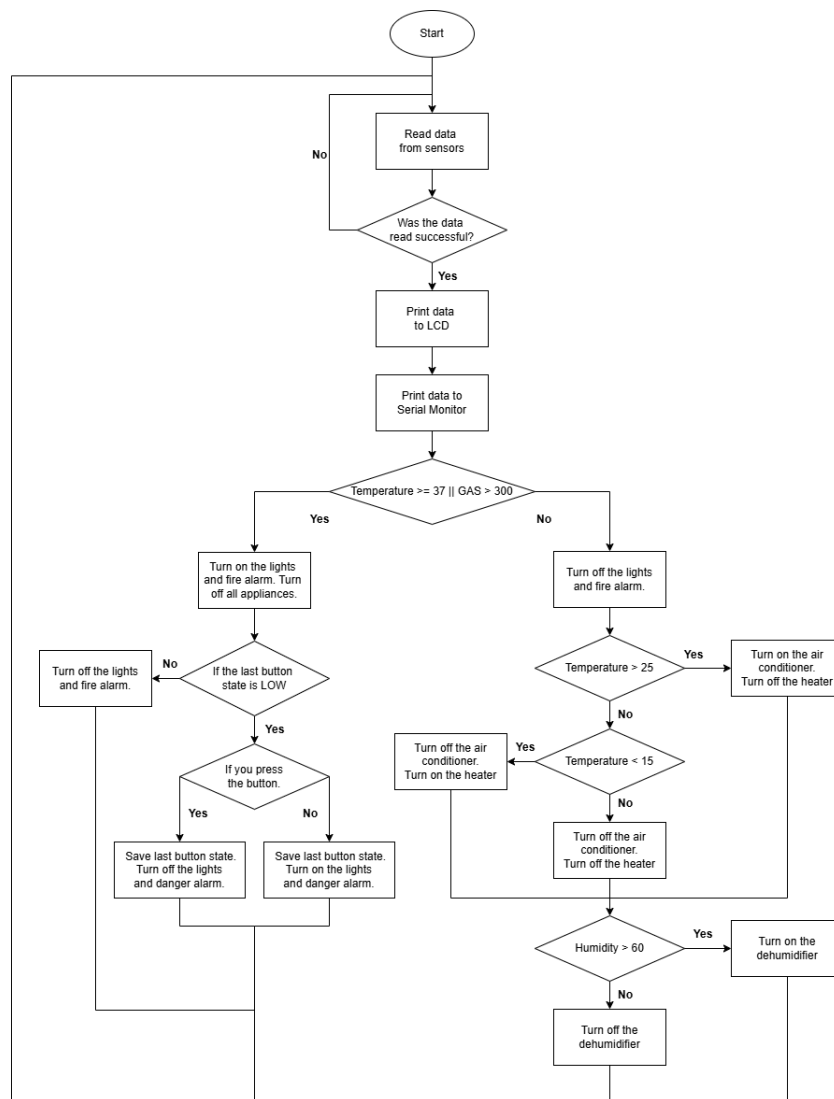 Start
Read data
from sensors
No
Was the data
read successful?
Yes
Print data
to LCD
Print data to
Serial Monitor
Temperature >= 37 || GAS > 300
Yes
No
Turn on the lights
and fire alarm. Turn
off all appliances.
Turn off the lights
and fire alarm.
Turn off the lights
and fire alarm.
No
If the last button
state is LOW
Temperature > 25
Yes
Turn on the air
conditioner.
Turn off the heater
Yes
No
If you press
the button.
Turn off the air
conditioner.
Turn on the heater
Yes
Temperature < 15
Yes
No
No
Save last button state.
Turn off the lights
and danger alarm.
Save last button state.
Turn on the lights
and danger alarm.
Turn off the air
conditioner.
Turn off the heater
Humidity > 60
Yes
Turn on the
dehumidifier
No
Turn off the
dehumidifier